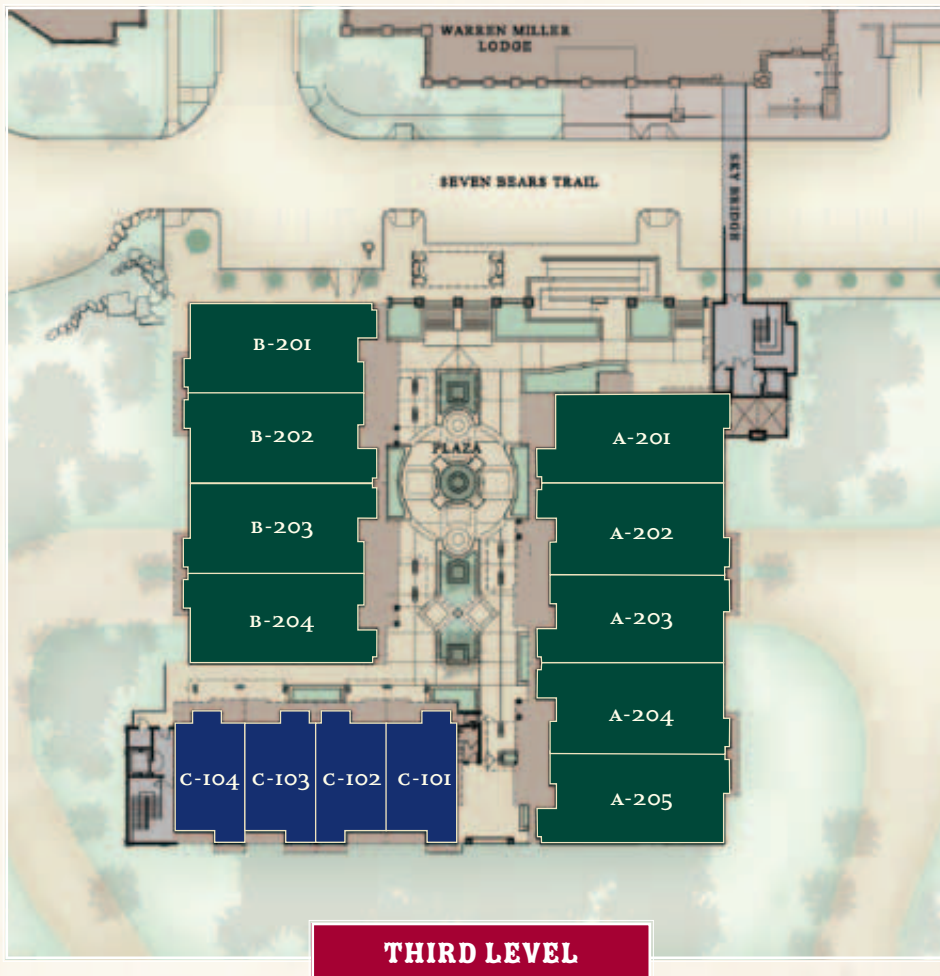 WARREN MILLER
LODGE
SEVEN BEARS TRAIL
SKY BRIDGE
B-201
B-202
B-203
B-204
PLAZA
A-201
A-202
A-203
A-204
A-205
C-104
C-103
C-102
C-101
THIRD LEVEL